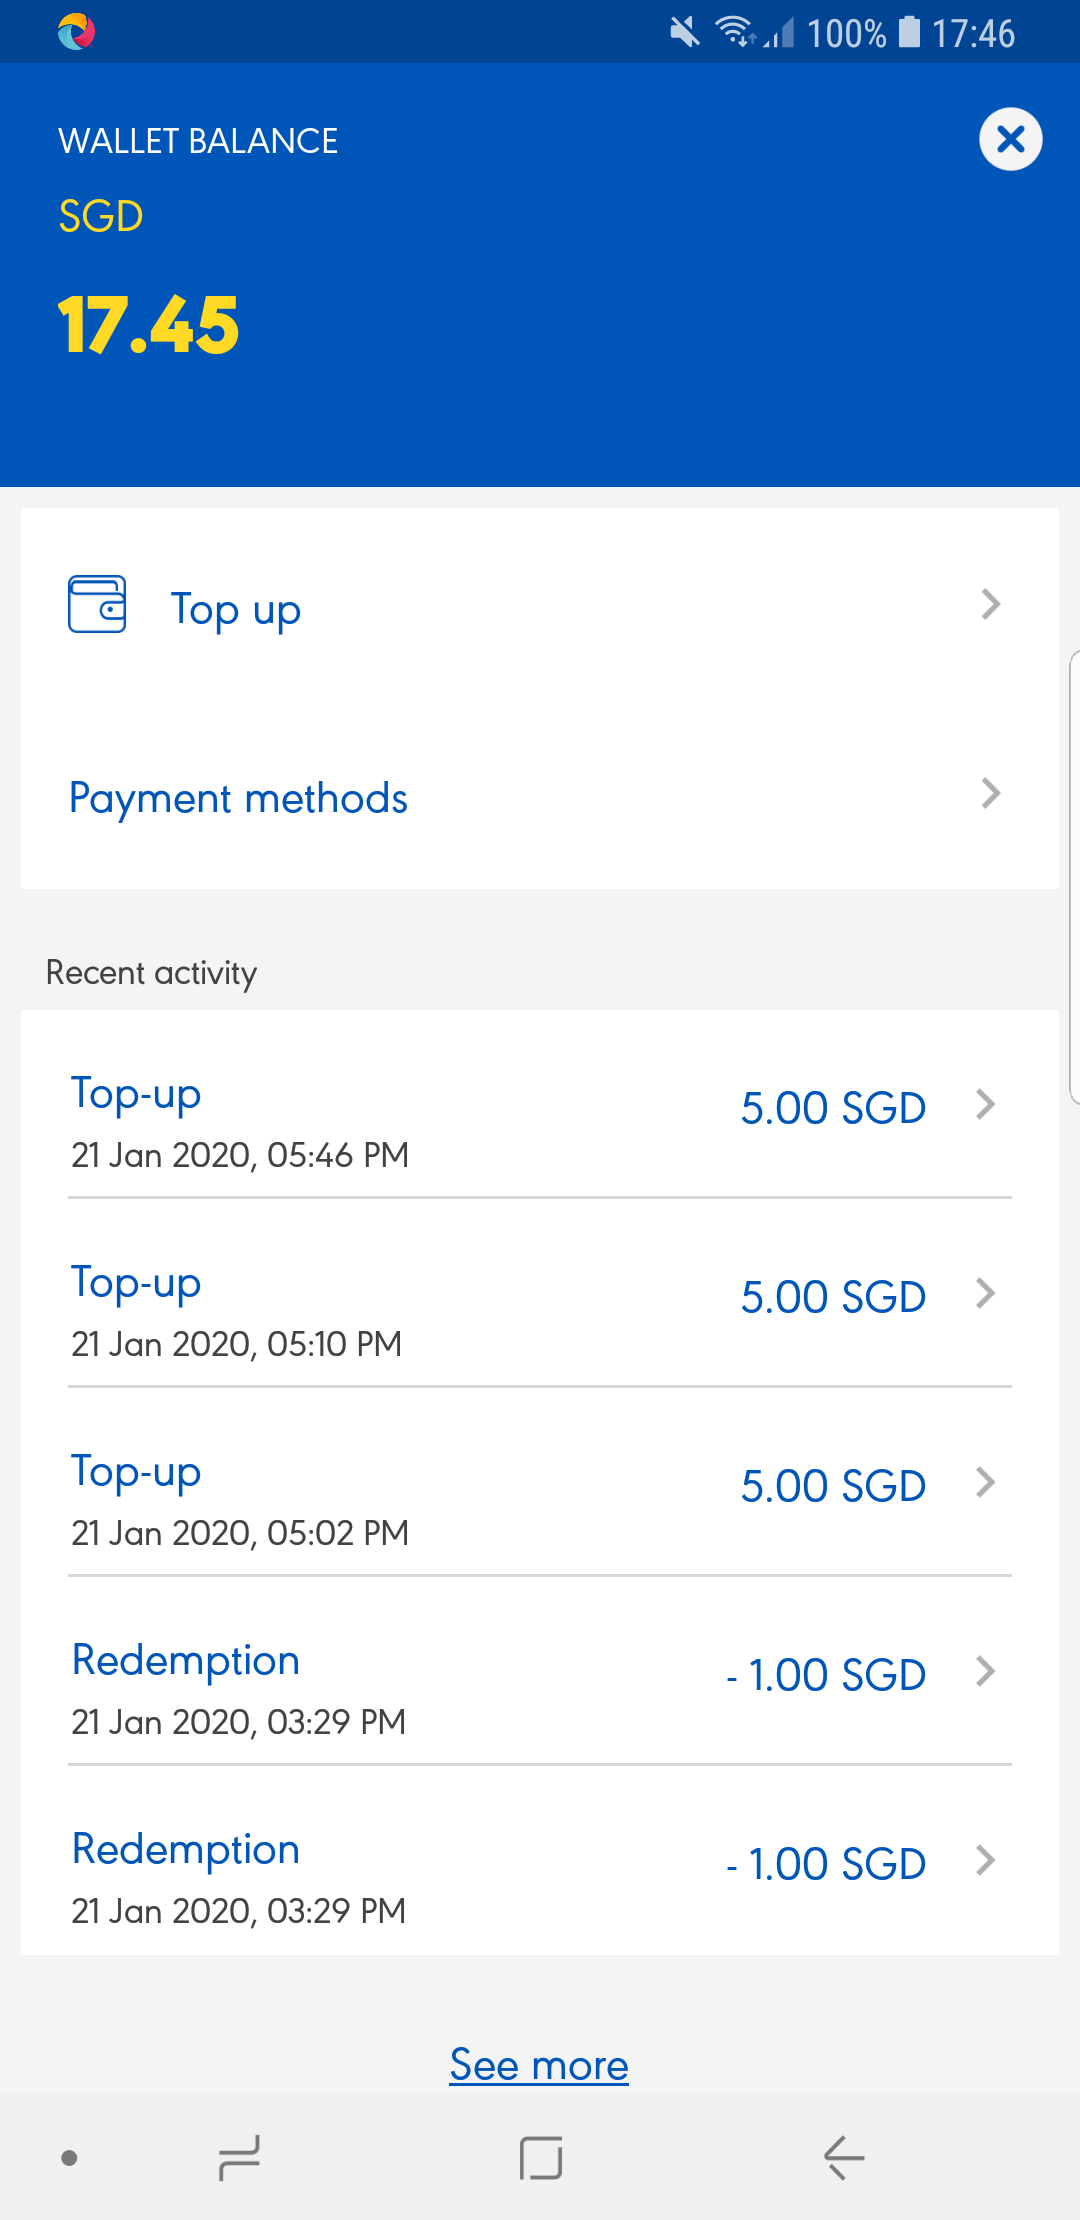 100% 17:46
WALLET BALANCE
SGD
17.45
Top up
Payment methods
Recent activity
Top-up
5.00 SGD
21 Jan 2020, 05:46 PM
Top-up
5.00 SGD
21 Jan 2020, 05:10 PM
Top-up
5.00 SGD
21 Jan 2020, 05:02 PM
Redemption
- 1.00 SGD
21 Jan 2020, 03:29 PM
Redemption
- 1.00 SGD
21 Jan 2020, 03:29 PM
See more